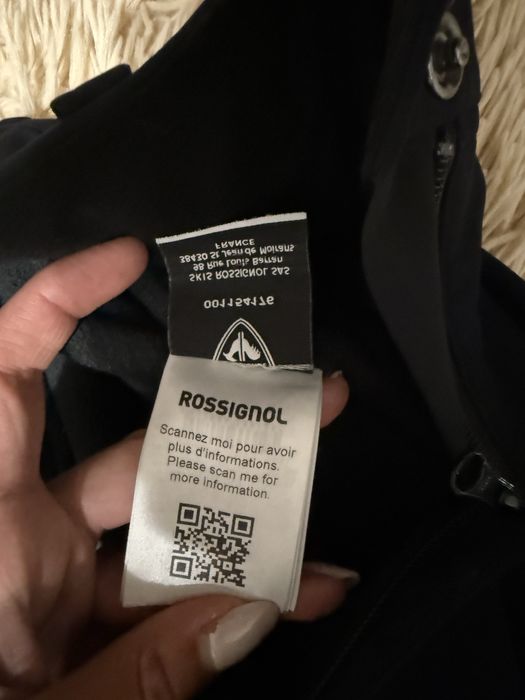 001154176
SKIS ROSSIGNOL SAS
98 Rue Louis Barran
38430 St Jean de Moirans
FRANCE
ROSSIGNOL
Scannez moi pour avoir
plus d'informations.
Please scan me for
more information.